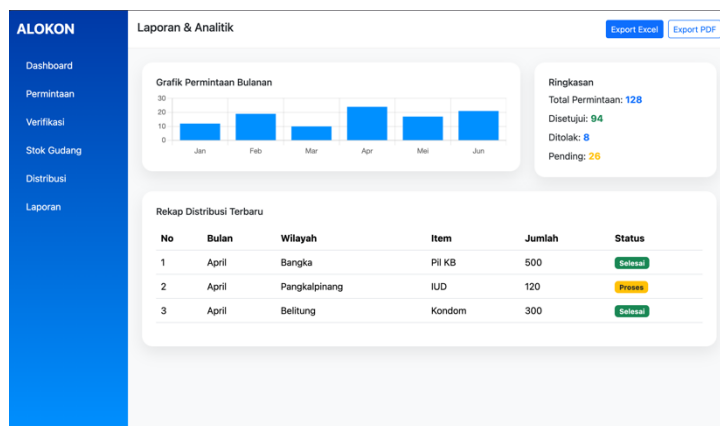 ALOKON
Dashboard
Permintaan
Verifikasi
Stok Gudang
Distribusi
Laporan
Laporan & Analitik
Export Excel
Export PDF
Grafik Permintaan Bulanan
30
20
10
0
Jan Feb Mar Apr Mei Jun
Ringkasan
Total Permintaan: 128
Disetujui: 94
Ditolak: 8
Pending: 26
Rekap Distribusi Terbaru
No Bulan Wilayah Item Jumlah Status
1 April Bangka Pil KB 500 Selesai
2 April Pangkalpinang IUD 120 Proses
3 April Belitung Kondom 300 Selesai